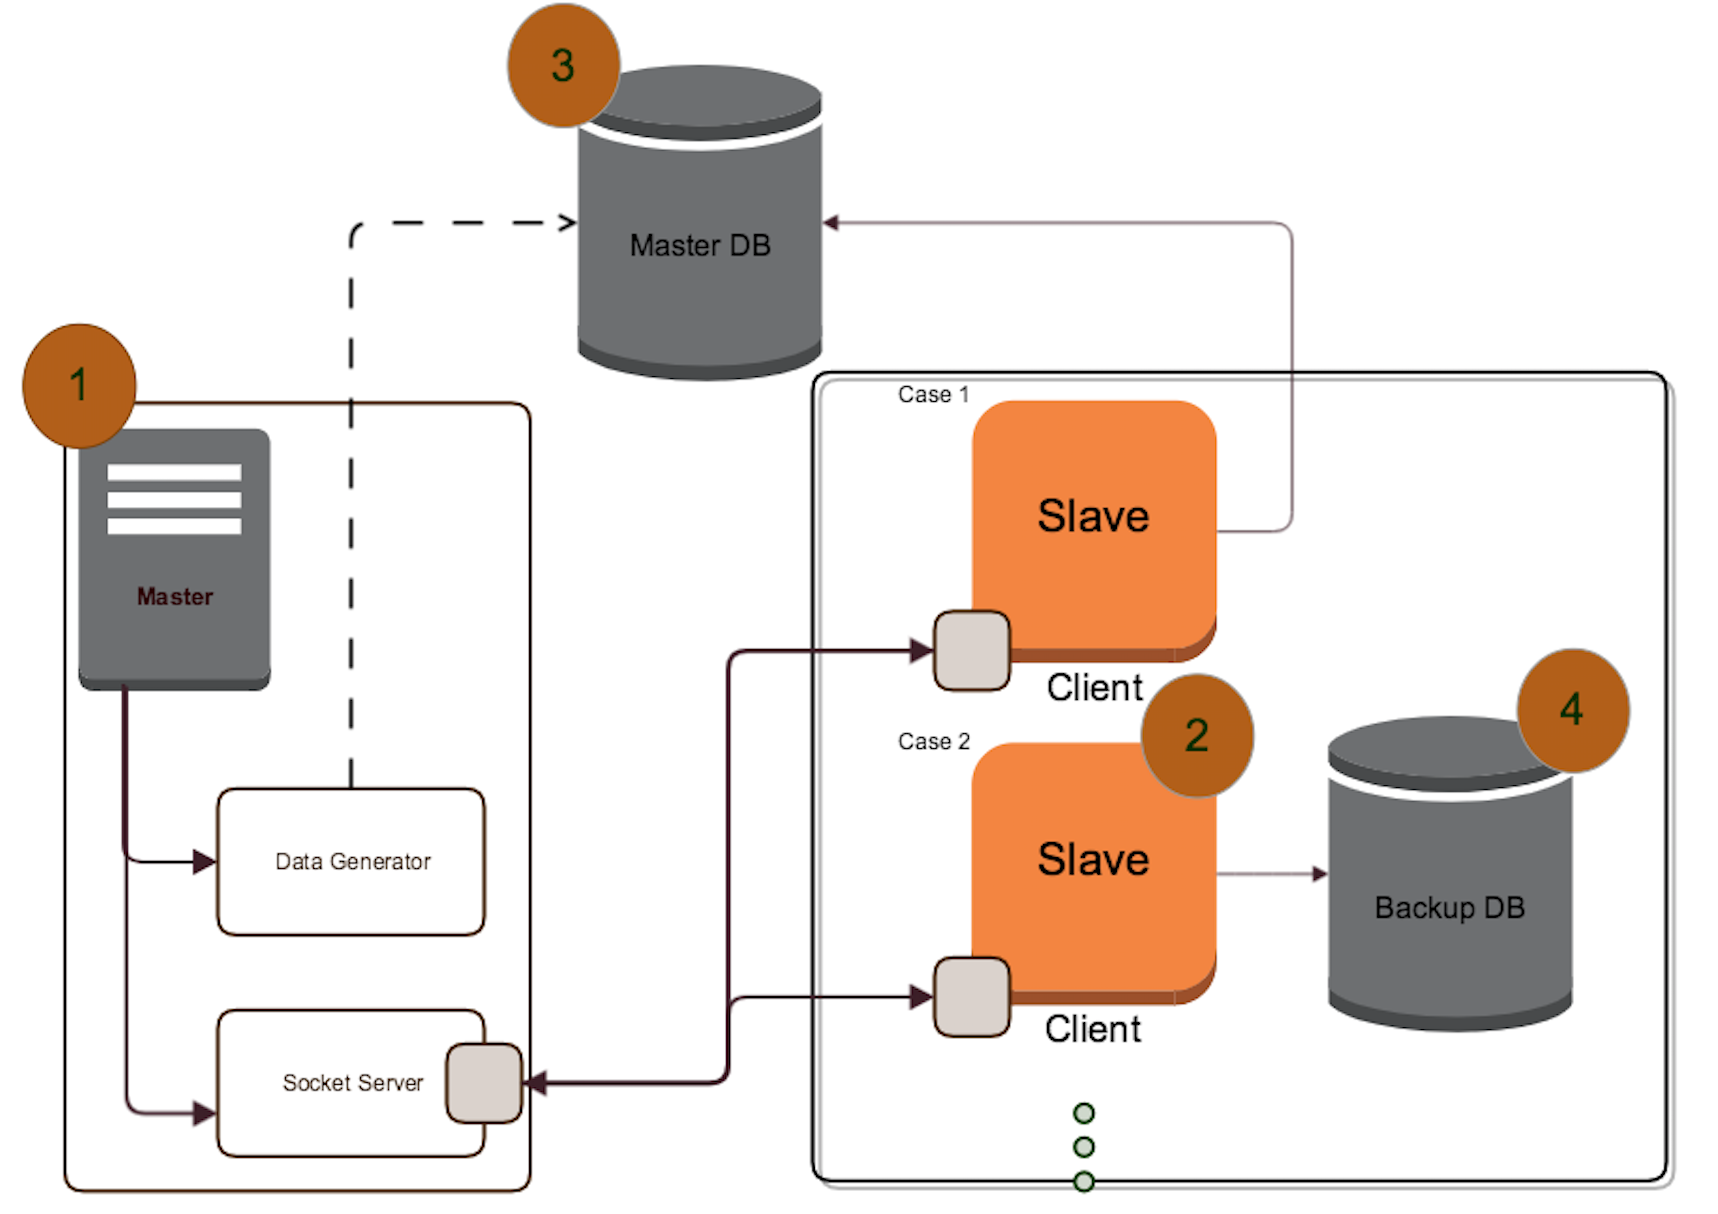 3
Master DB
1
Master
Data Generator
Socket Server
Case 1
Slave
Client
2
Case 2
Slave
Client
4
Backup DB